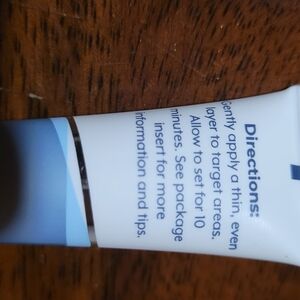 Directions:
Gently apply a thin, even
layer to target areas.
Allow to set for 10
minutes. See package
insert for more
information and tips.